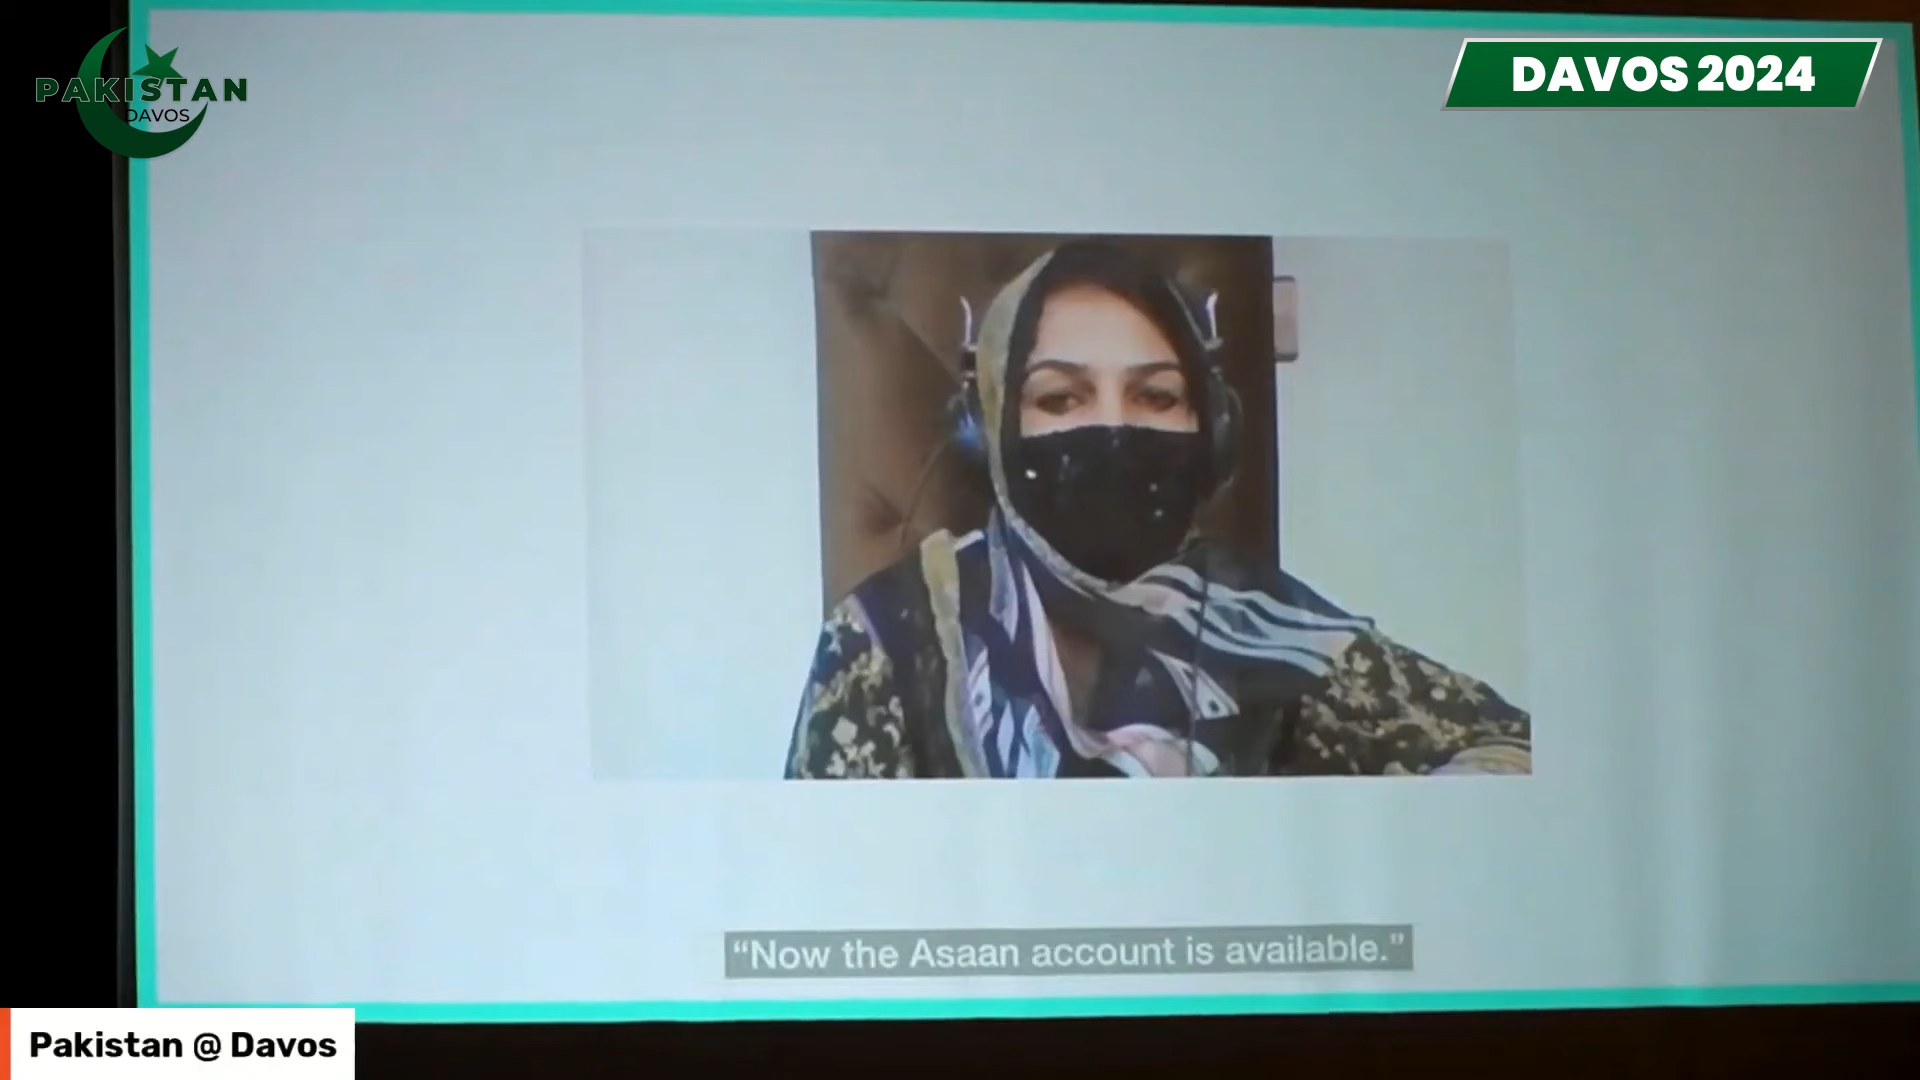 PAKISTAN
DAVOS
DAVOS 2024
“Now the Asaan account is available.”
Pakistan @ Davos